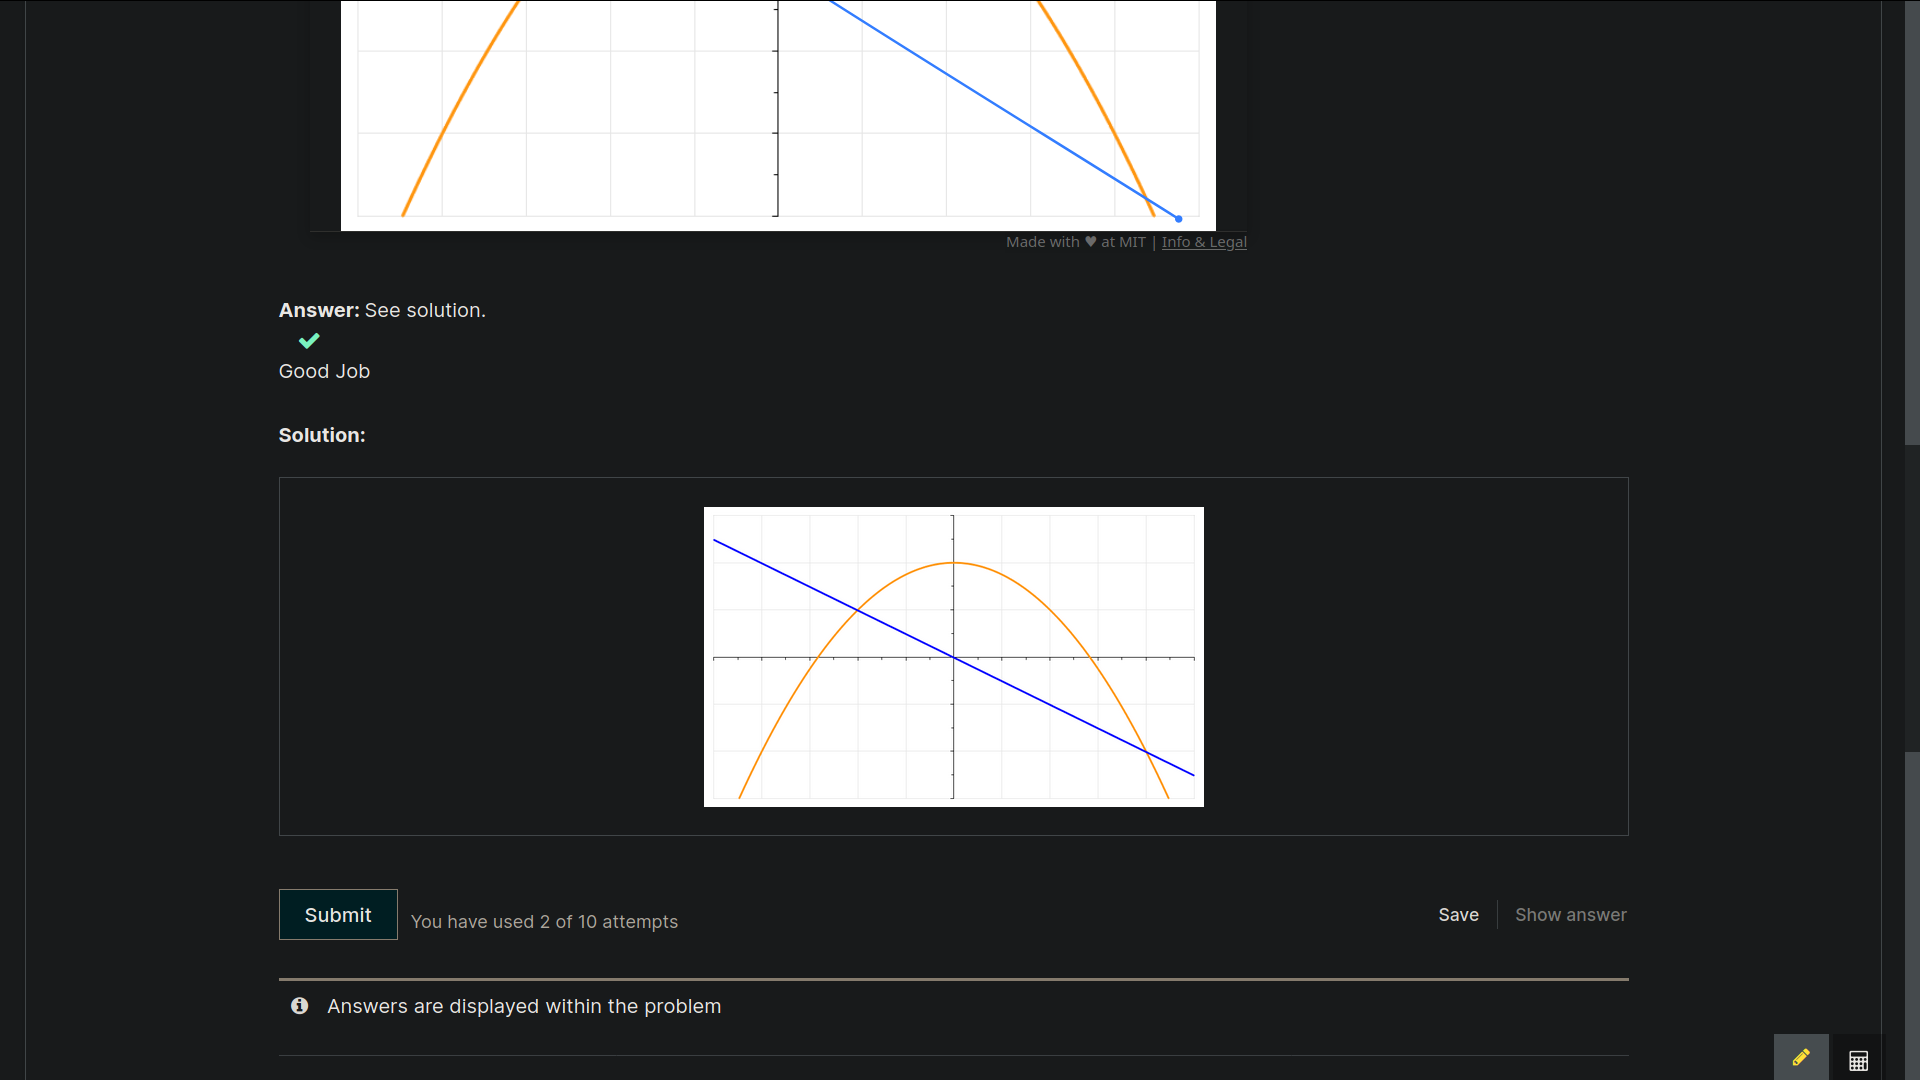 Made with ♥ at MIT | Info & Legal
Answer: See solution.
Good Job
Solution:
Submit
You have used 2 of 10 attempts
Save
Show answer
Answers are displayed within the problem